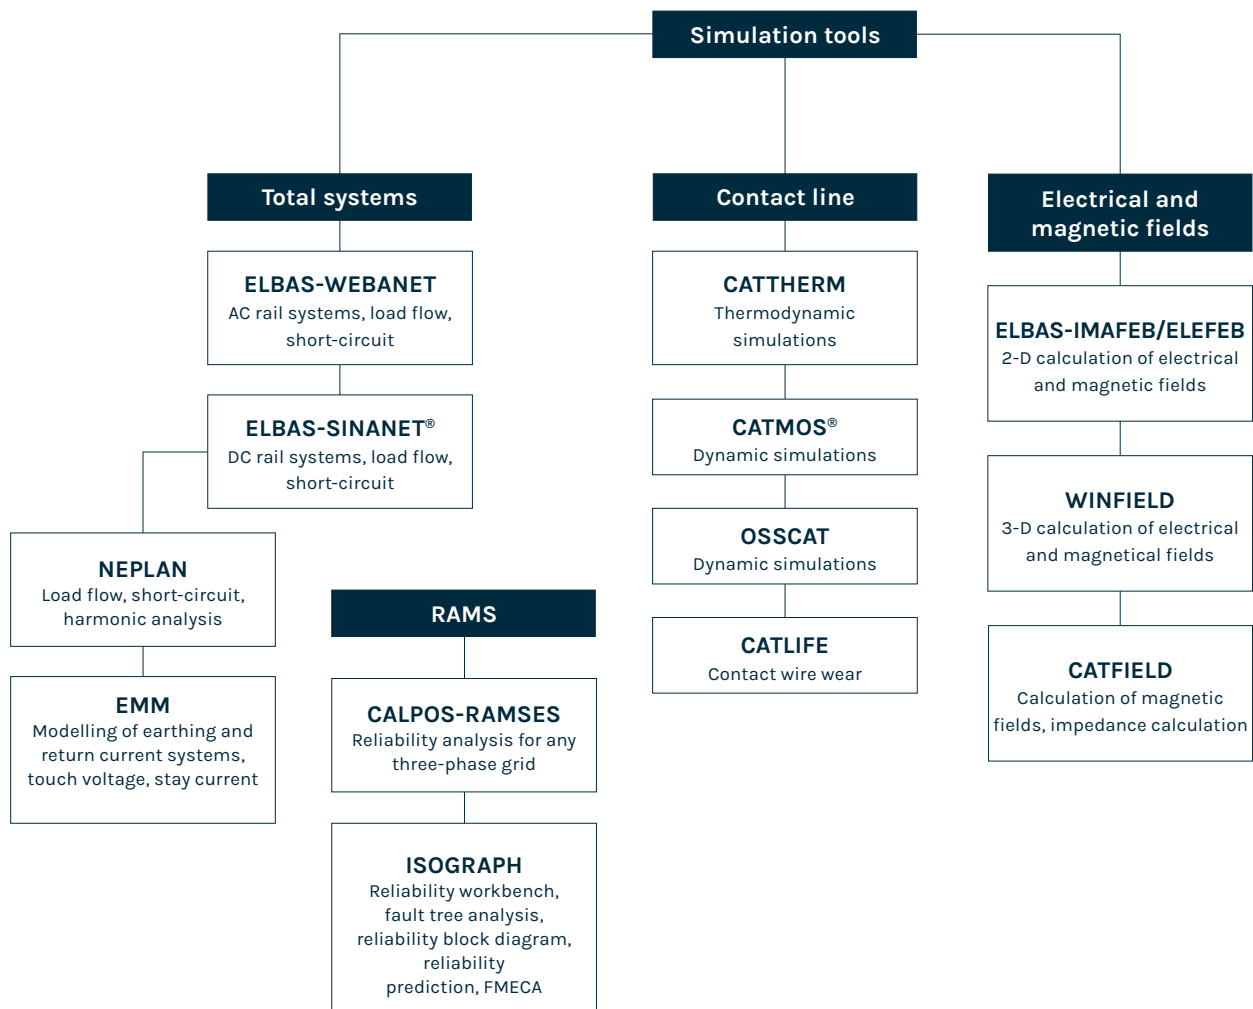 Simulation tools
Total systems
ELBAS-WEBANET
AC rail systems, load flow,
short-circuit
ELBAS-SINANET®
DC rail systems, load flow,
short-circuit
NEPLAN
Load flow, short-circuit,
harmonic analysis
EMM
Modelling of earthing and
return current systems,
touch voltage, stay current
RAMS
CALPOS-RAMSES
Reliability analysis for any
three-phase grid
ISOGRAPH
Reliability workbench,
fault tree analysis,
reliability block diagram,
reliability
prediction, FMECA
Contact line
CATTHERM
Thermodynamic
simulations
CATMOS®
Dynamic simulations
OSSCAT
Dynamic simulations
CATLIFE
Contact wire wear
Electrical and
magnetic fields
ELBAS-IMAFEB/ELEFEB
2-D calculation of electrical
and magnetic fields
WINFIELD
3-D calculation of electrical
and magnetical fields
CATFIELD
Calculation of magnetic
fields, impedance calculation